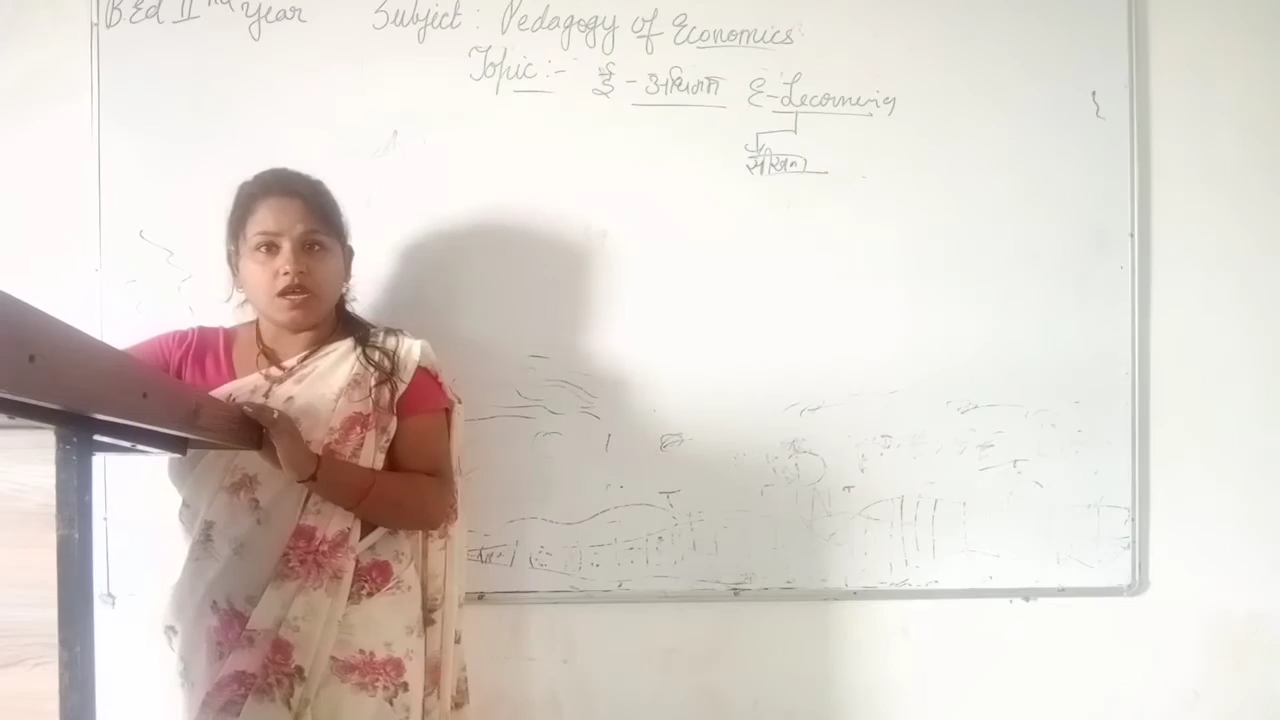 B.Ed IInd Year Subject : Pedagogy of Economics
Topic :- ई - अधिगम E-Learning
सीखना